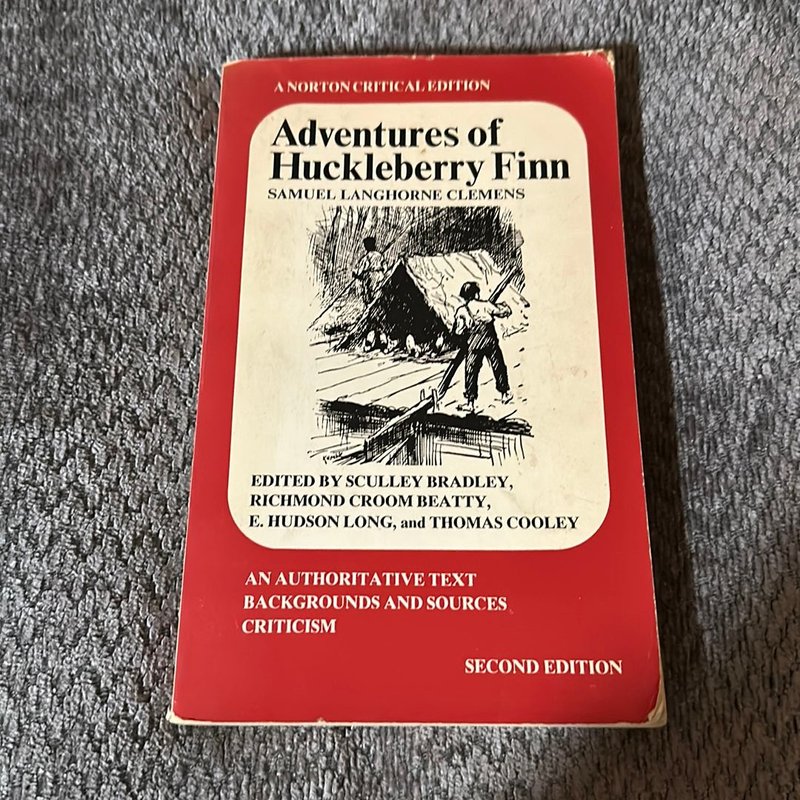 A NORTON CRITICAL EDITION
Adventures of
Huckleberry Finn
SAMUEL LANGHORNE CLEMENS
EDITED BY SCULLEY BRADLEY,
RICHMOND CROOM BEATTY,
E. HUDSON LONG, and THOMAS COOLEY
AN AUTHORITATIVE TEXT
BACKGROUNDS AND SOURCES
CRITICISM
SECOND EDITION